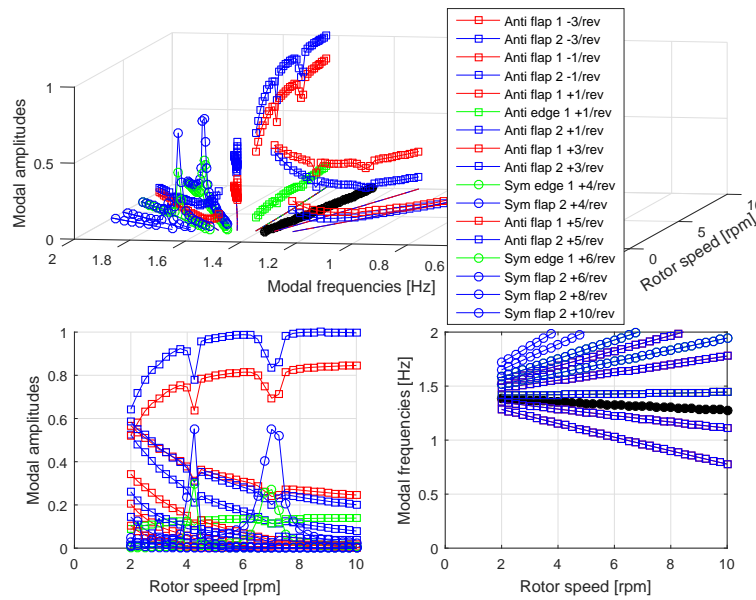 1
0.5
0
Modal amplitudes
2
1.8
1.6
1.4
1.2
1
0.8
0.6
Modal frequencies [Hz]
0
5
10
Rotor speed [rpm]
Anti flap 1 -3/rev
Anti flap 2 -3/rev
Anti flap 1 -1/rev
Anti flap 2 -1/rev
Anti flap 1 +1/rev
Anti edge 1 +1/rev
Anti flap 2 +1/rev
Anti flap 1 +3/rev
Anti flap 2 +3/rev
Sym edge 1 +4/rev
Sym flap 2 +4/rev
Anti flap 1 +5/rev
Anti flap 2 +5/rev
Sym edge 1 +6/rev
Sym flap 2 +6/rev
Sym flap 2 +8/rev
Sym flap 2 +10/rev
1
0.8
0.6
0.4
0.2
0
Modal amplitudes
0 2 4 6 8 10
Rotor speed [rpm]
2
1.5
1
0.5
0
Modal frequencies [Hz]
0 2 4 6 8 10
Rotor speed [rpm]